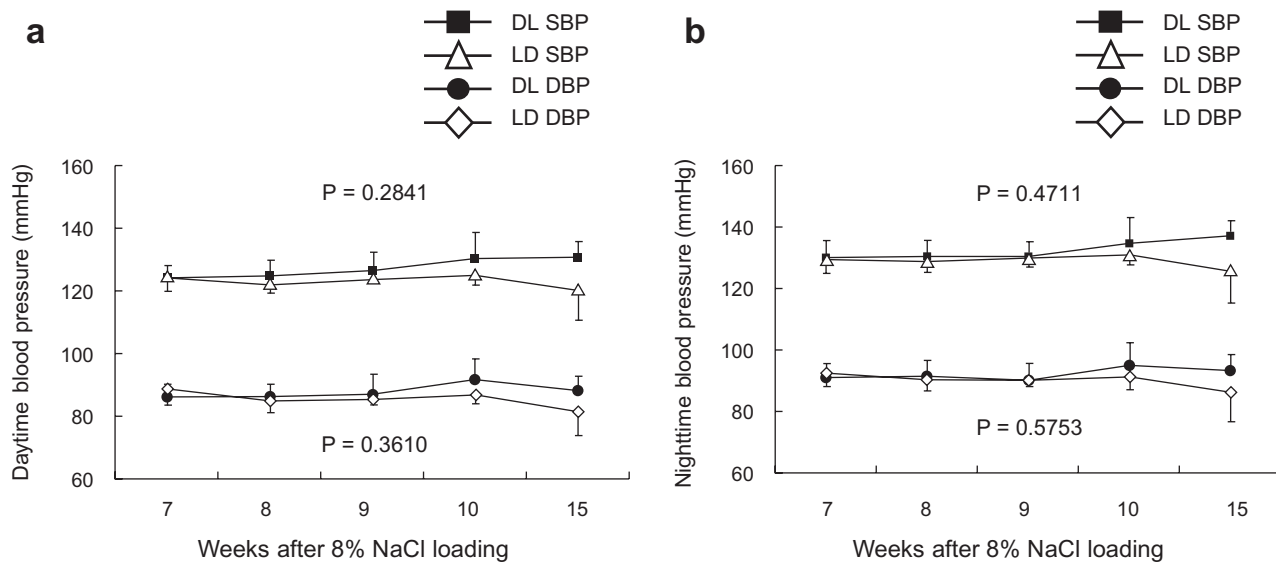 a
DL SBP
LD SBP
DL DBP
LD DBP
Daytime blood pressure (mmHg)
160
140
120
100
80
60
P = 0.2841
P = 0.3610
7 8 9 10 15
Weeks after 8% NaCl loading
b
DL SBP
LD SBP
DL DBP
LD DBP
Nighttime blood pressure (mmHg)
160
140
120
100
80
60
P = 0.4711
P = 0.5753
7 8 9 10 15
Weeks after 8% NaCl loading